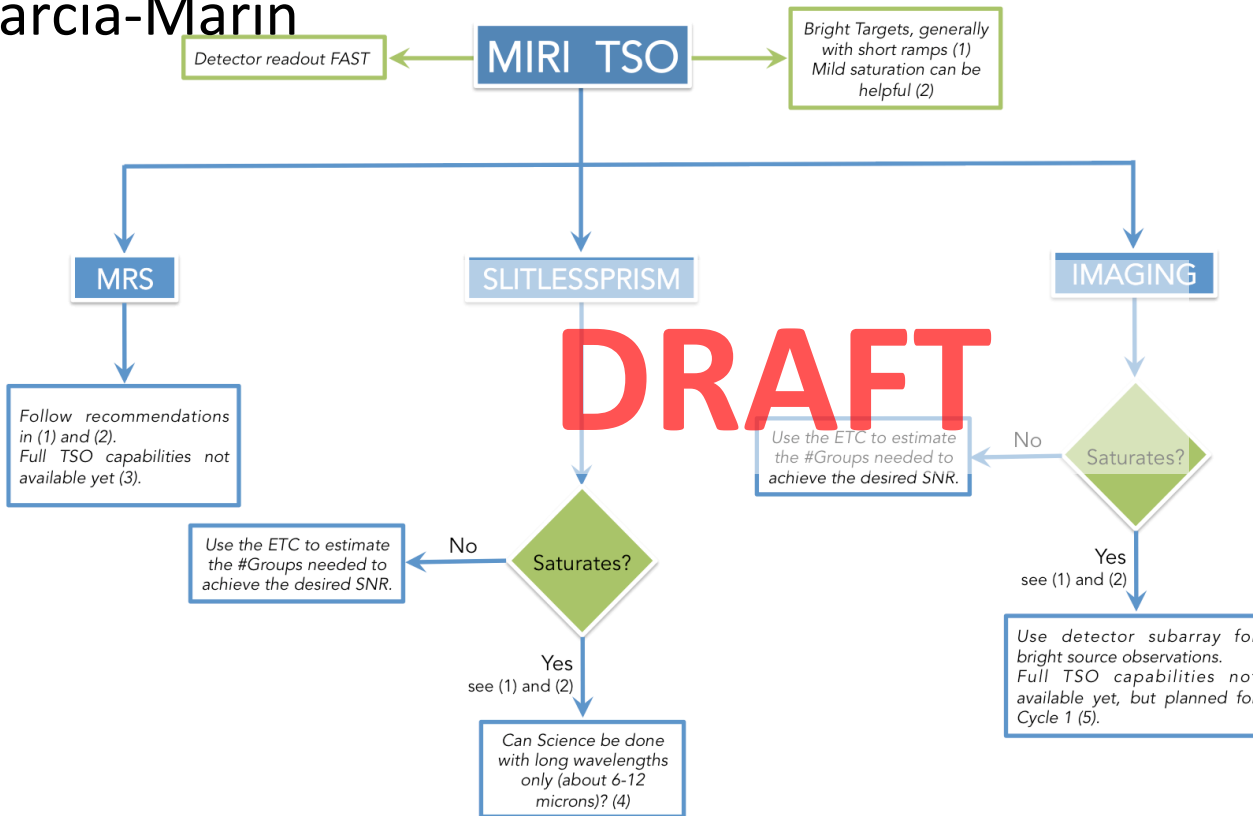 arcia-Marin
Detector readout FAST
MIRI TSO
Bright Targets, generally
with short ramps (1)
Mild saturation can be
helpful (2)
MRS
SLITLESSPRISM
IMAGING
DRAFT
Follow recommendations
in (1) and (2).
Full TSO capabilities not
available yet (3).
Use the ETC to estimate
the #Groups needed to
achieve the desired SNR.
No
Saturates?
Use the ETC to estimate
the #Groups needed to
achieve the desired SNR.
No
Saturates?
Yes
see (1) and (2)
Yes
see (1) and (2)
Use detector subarray for
bright source observations.
Full TSO capabilities not
available yet, but planned for
Cycle 1 (5).
Can Science be done
with long wavelengths
only (about 6-12
microns)? (4)